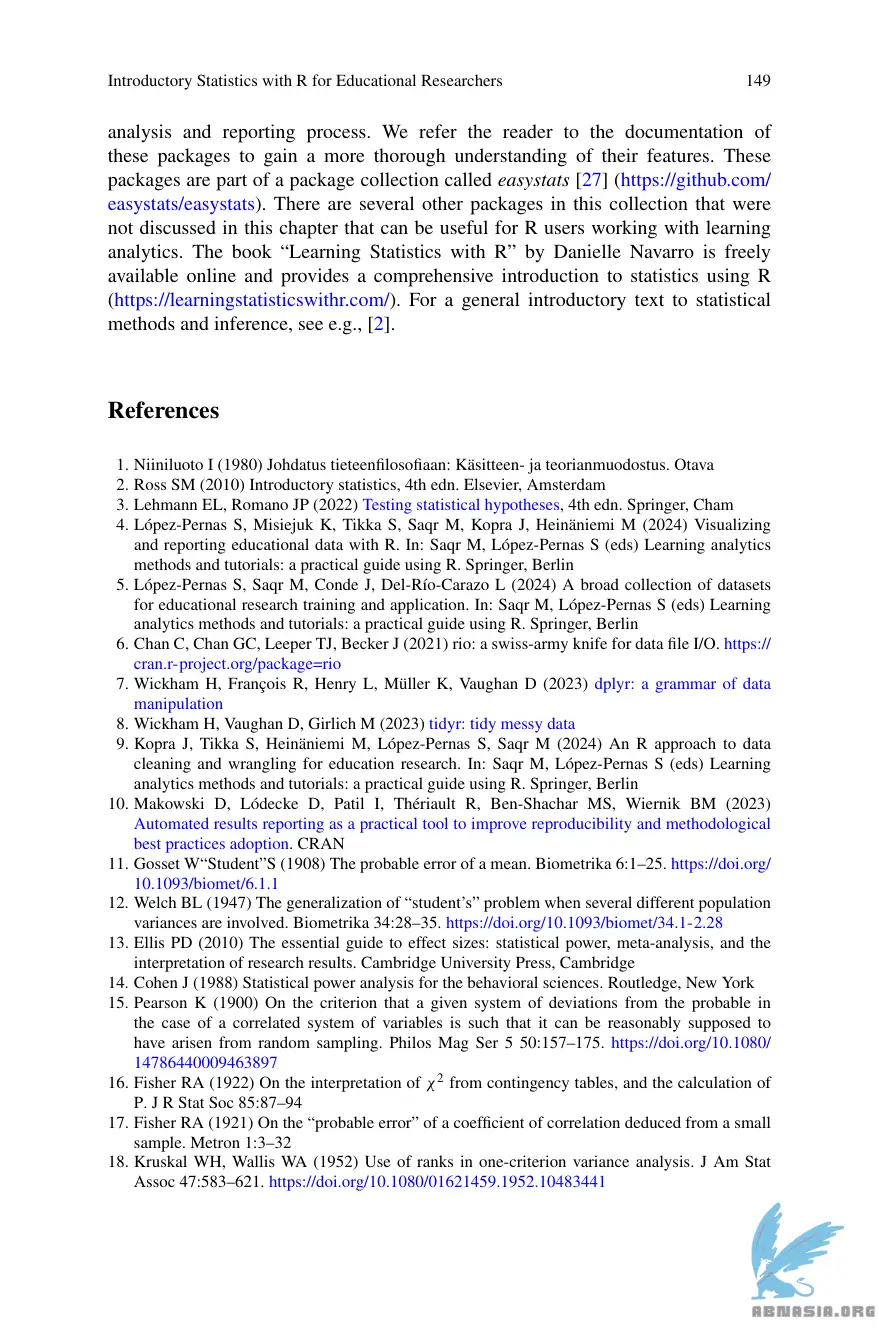 Introductory Statistics with R for Educational Researchers 149
analysis and reporting process. We refer the reader to the documentation of
these packages to gain a more thorough understanding of their features. These
packages are part of a package collection called easystats [27] (https://github.com/
easystats/easystats). There are several other packages in this collection that were
not discussed in this chapter that can be useful for R users working with learning
analytics. The book “Learning Statistics with R” by Danielle Navarro is freely
available online and provides a comprehensive introduction to statistics using R
(https://learningstatisticswithr.com/). For a general introductory text to statistical
methods and inference, see e.g., [2].
References
1. Niiniluoto I (1980) Johdatus tieteenfilosofiaan: Käsitteen- ja teorianmuodostus. Otava
2. Ross SM (2010) Introductory statistics, 4th edn. Elsevier, Amsterdam
3. Lehmann EL, Romano JP (2022) Testing statistical hypotheses, 4th edn. Springer, Cham
4. López-Pernas S, Misiejuk K, Tikka S, Saqr M, Kopra J, Heinäniemi M (2024) Visualizing
and reporting educational data with R. In: Saqr M, López-Pernas S (eds) Learning analytics
methods and tutorials: a practical guide using R. Springer, Berlin
5. López-Pernas S, Saqr M, Conde J, Del-Río-Carazo L (2024) A broad collection of datasets
for educational research training and application. In: Saqr M, López-Pernas S (eds) Learning
analytics methods and tutorials: a practical guide using R. Springer, Berlin
6. Chan C, Chan GC, Leeper TJ, Becker J (2021) rio: a swiss-army knife for data file I/O. https://
cran.r-project.org/package=rio
7. Wickham H, François R, Henry L, Müller K, Vaughan D (2023) dplyr: a grammar of data
manipulation
8. Wickham H, Vaughan D, Girlich M (2023) tidyr: tidy messy data
9. Kopra J, Tikka S, Heinäniemi M, López-Pernas S, Saqr M (2024) An R approach to data
cleaning and wrangling for education research. In: Saqr M, López-Pernas S (eds) Learning
analytics methods and tutorials: a practical guide using R. Springer, Berlin
10. Makowski D, Lódecke D, Patil I, Thériault R, Ben-Shachar MS, Wiernik BM (2023)
Automated results reporting as a practical tool to improve reproducibility and methodological
best practices adoption. CRAN
11. Gosset W“Student”S (1908) The probable error of a mean. Biometrika 6:1–25. https://doi.org/
10.1093/biomet/6.1.1
12. Welch BL (1947) The generalization of “student’s” problem when several different population
variances are involved. Biometrika 34:28–35. https://doi.org/10.1093/biomet/34.1-2.28
13. Ellis PD (2010) The essential guide to effect sizes: statistical power, meta-analysis, and the
interpretation of research results. Cambridge University Press, Cambridge
14. Cohen J (1988) Statistical power analysis for the behavioral sciences. Routledge, New York
15. Pearson K (1900) On the criterion that a given system of deviations from the probable in
the case of a correlated system of variables is such that it can be reasonably supposed to
have arisen from random sampling. Philos Mag Ser 5 50:157–175. https://doi.org/10.1080/
14786440009463897
16. Fisher RA (1922) On the interpretation of χ² from contingency tables, and the calculation of
P. J R Stat Soc 85:87–94
17. Fisher RA (1921) On the “probable error” of a coefficient of correlation deduced from a small
sample. Metron 1:3–32
18. Kruskal WH, Wallis WA (1952) Use of ranks in one-criterion variance analysis. J Am Stat
Assoc 47:583–621. https://doi.org/10.1080/01621459.1952.10483441
ABNASIA.ORG